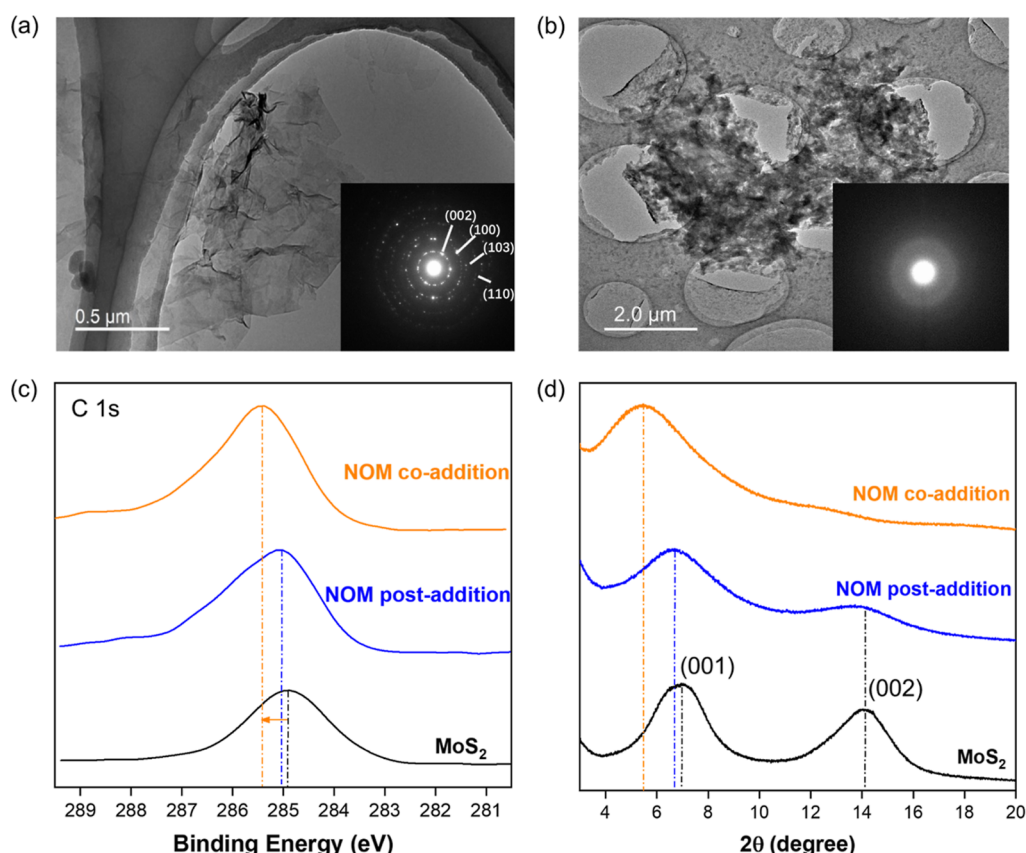 (a)
(002)
(100)
(103)
(110)
0.5 μm
(b)
2.0 μm
(c)
C 1s
NOM co-addition
NOM post-addition
MoS2
289 288 287 286 285 284 283 282 281
Binding Energy (eV)
(d)
NOM co-addition
NOM post-addition
(001)
(002)
MoS2
4 6 8 10 12 14 16 18 20
2θ (degree)